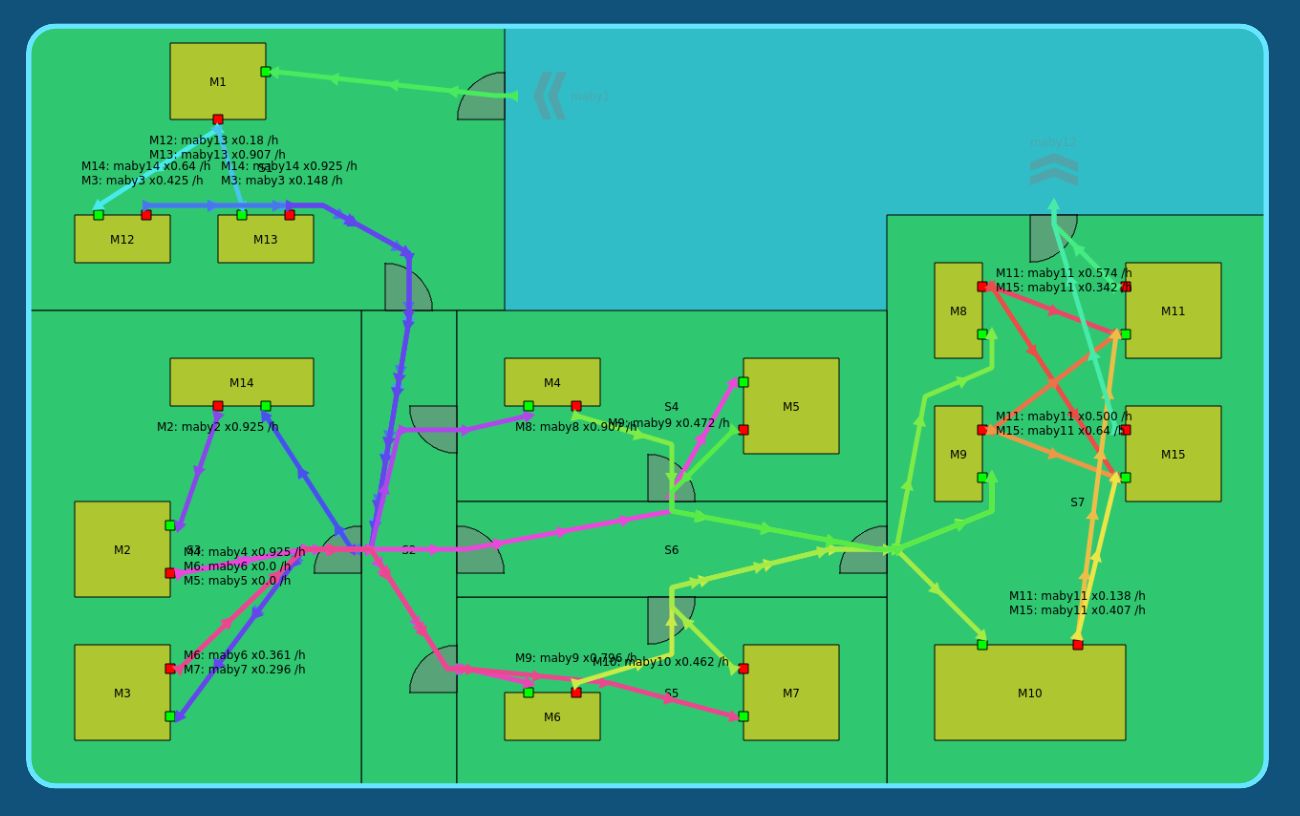 M1
maby1
M12: maby13 x0.18 /h
M13: maby13 x0.907 /h
maby12
M14: maby14 x0.64 /h
M14: maby14 x0.925 /h
M3: maby3 x0.425 /h
M3: maby3 x0.148 /h
M12
M13
M11: maby11 x0.574 /h
M15: maby11 x0.342 /h
M8
M11
M14
M4
S4
M5
M2: maby2 x0.925 /h
M8: maby8 x0.907 /h
M9: maby9 x0.472 /h
M11: maby11 x0.500 /h
M15: maby11 x0.64 /h
M9
M15
S7
M2
S3
M4: maby4 x0.925 /h
M6: maby6 x0.0 /h
M5: maby5 x0.0 /h
S2
S6
M11: maby11 x0.138 /h
M15: maby11 x0.407 /h
M6: maby6 x0.361 /h
M7: maby7 x0.296 /h
M9: maby9 x0.796 /h
M10: maby10 x0.462 /h
M3
S5
M7
M10
M6